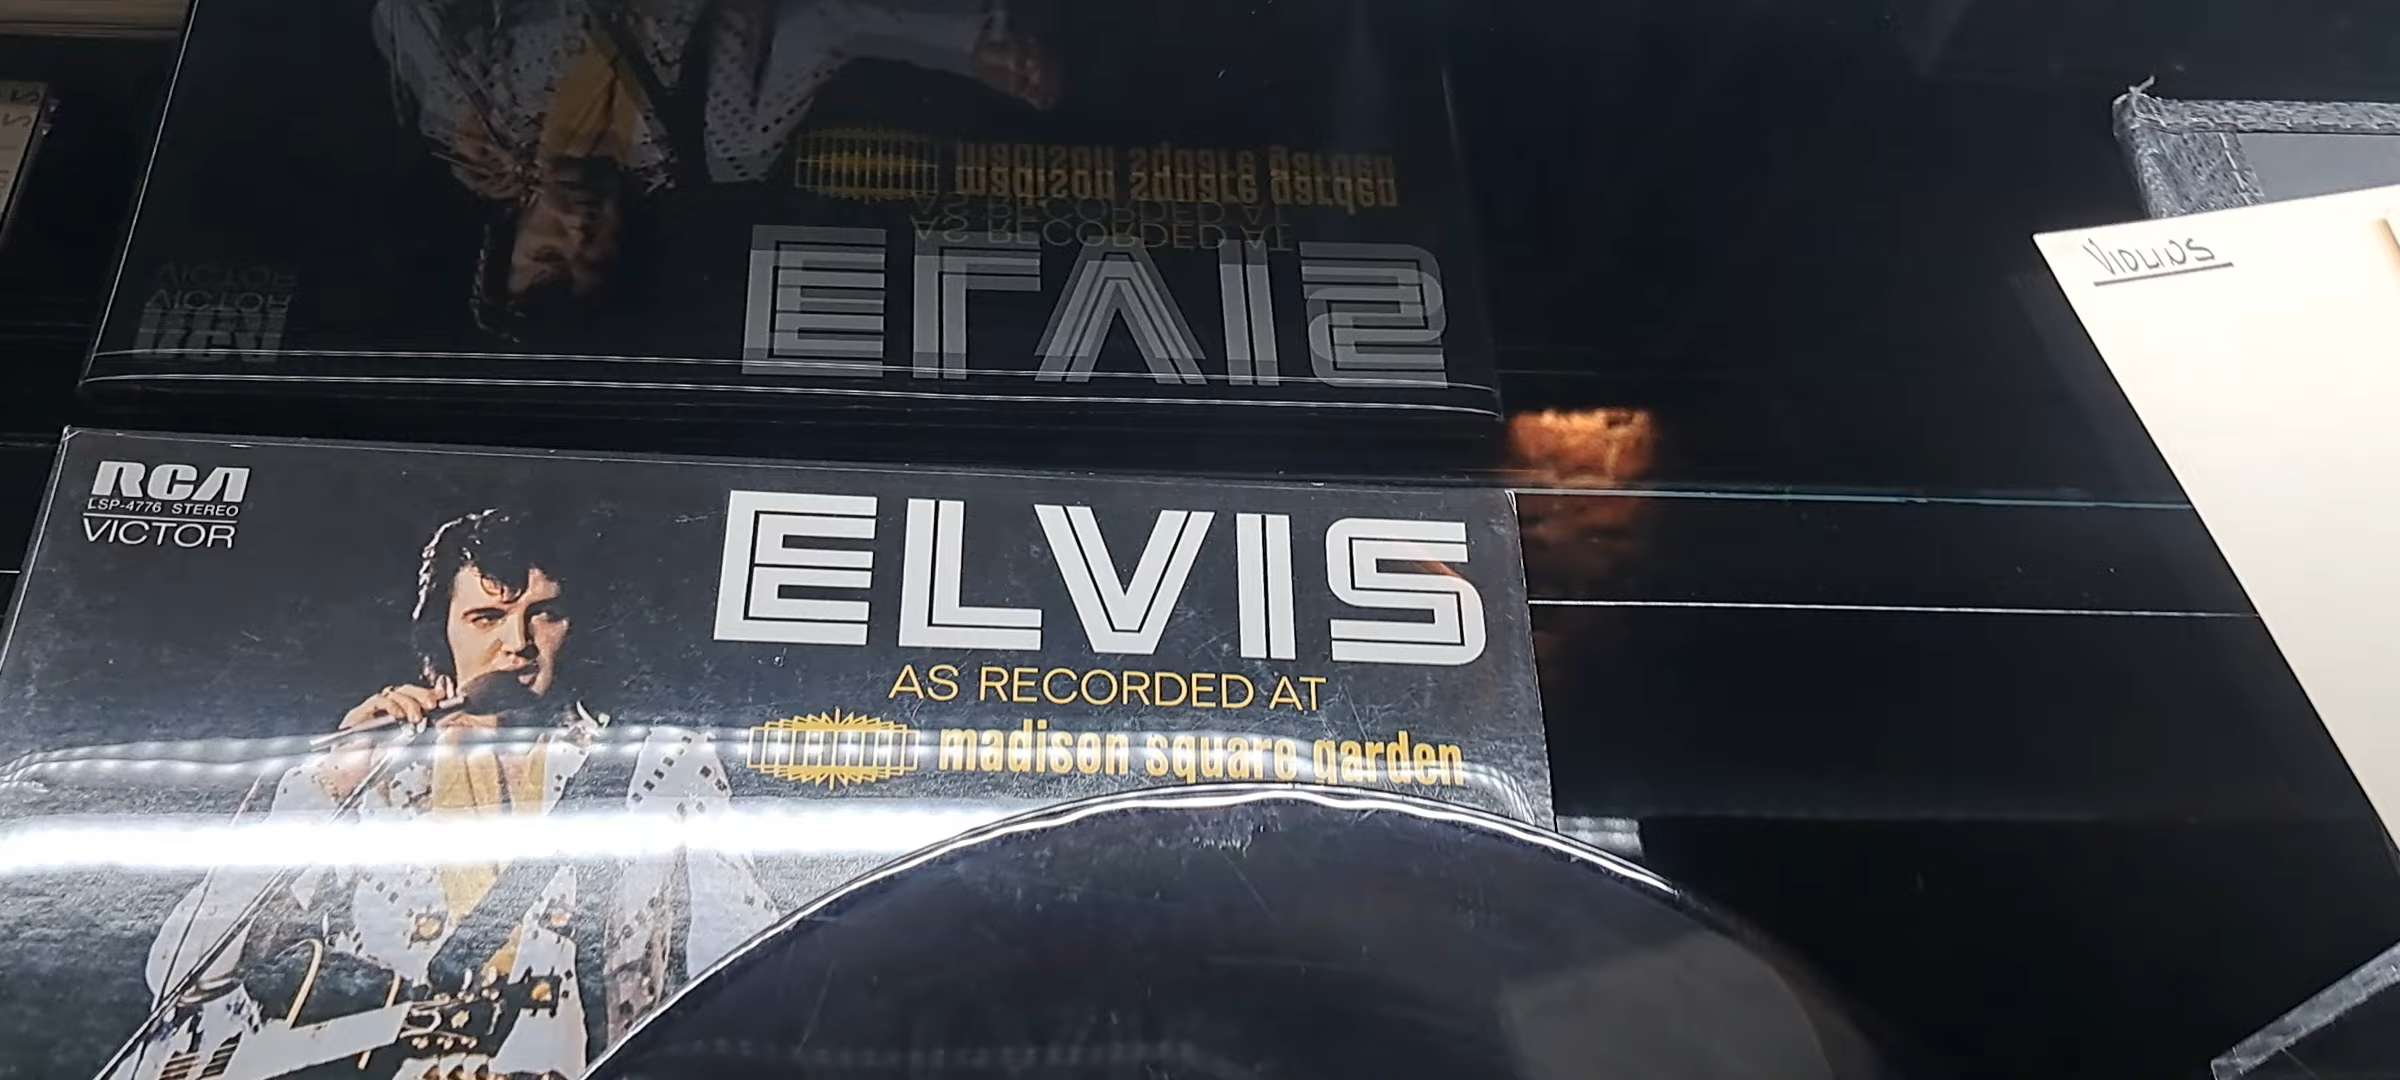 RCA
LSP-4776 STEREO
VICTOR
ELVIS
AS RECORDED AT
madison square garden
VIOLINS